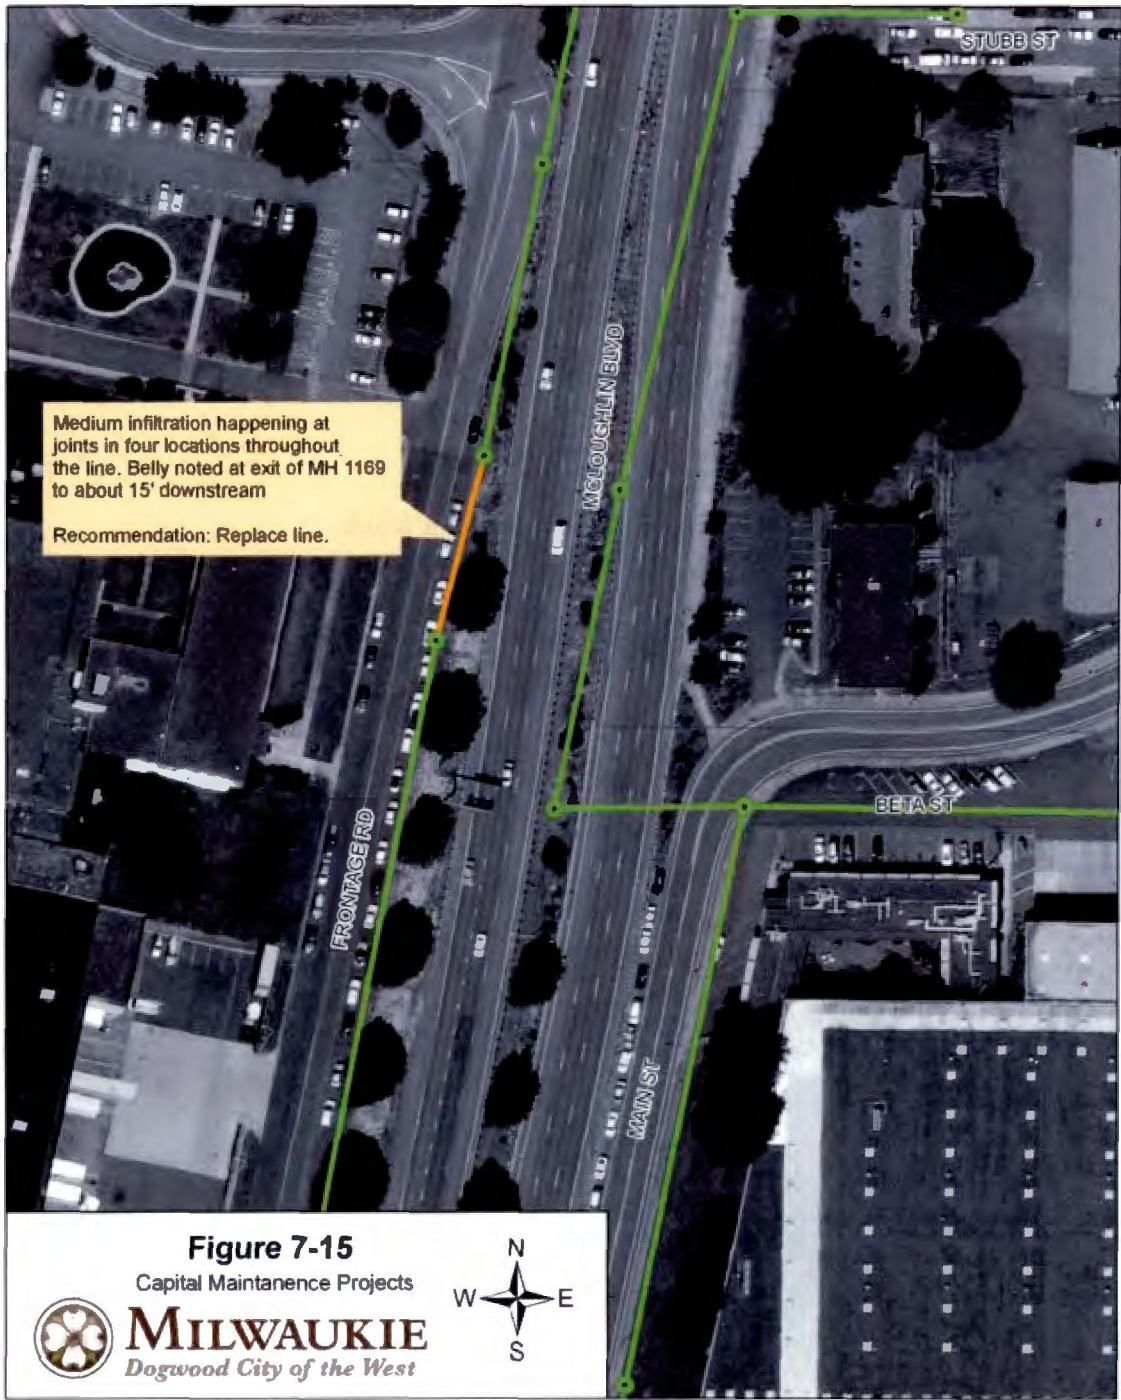 STUBB ST
MCLOUGHLIN BLVD
Medium infiltration happening at
joints in four locations throughout
the line. Belly noted at exit of MH 1169
to about 15' downstream
Recommendation: Replace line.
BETA ST
FRONTAGE RD
MAIN ST
Figure 7-15
Capital Maintanence Projects
MILWAUKIE
Dogwood City of the West
N
W E
S